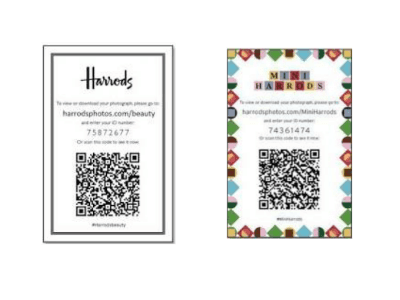 Harrods
To view or download your photograph, please go to:
harrodsphotos.com/beauty
and enter your ID number:
75872677
Or scan this code to see it now:
#HarrodsBeauty
MINI
HARRODS
To view or download your photograph, please go to:
harrodsphotos.com/MiniHarrods
and enter your ID number:
74361474
Or scan this code to see it now:
#MiniHarrods